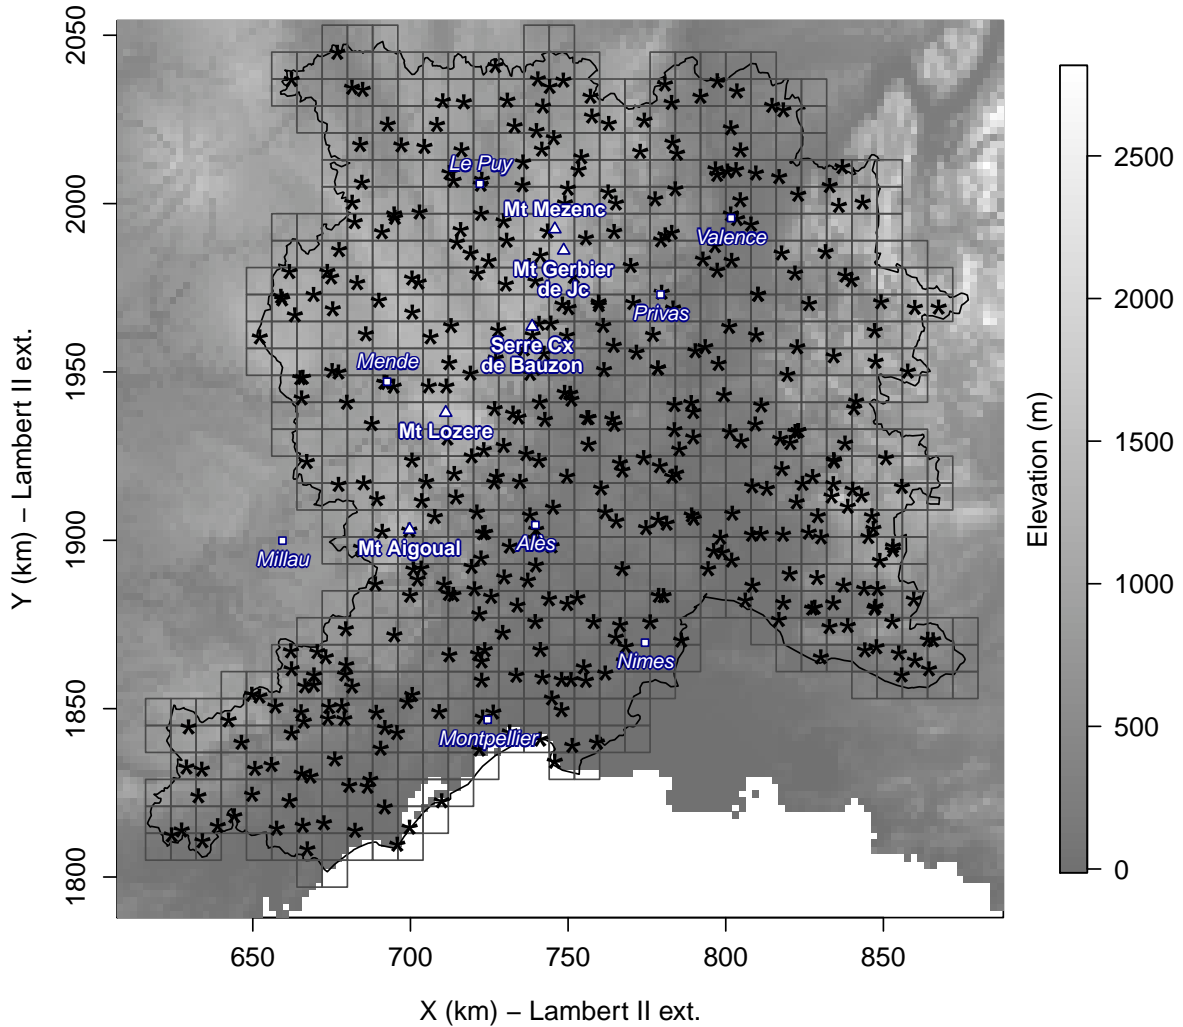 2050
2000
1950
1900
1850
1800
Y (km) – Lambert II ext.
Le Puy
Mt Mezenc
Valence
Mt Gerbier
de Jc
Privas
Serre Cx
de Bauzon
Mende
Mt Lozere
Millau
Mt Aigoual
Alès
Nimes
Montpellier
650
700
750
800
850
X (km) – Lambert II ext.
Elevation (m)
2500
2000
1500
1000
500
0